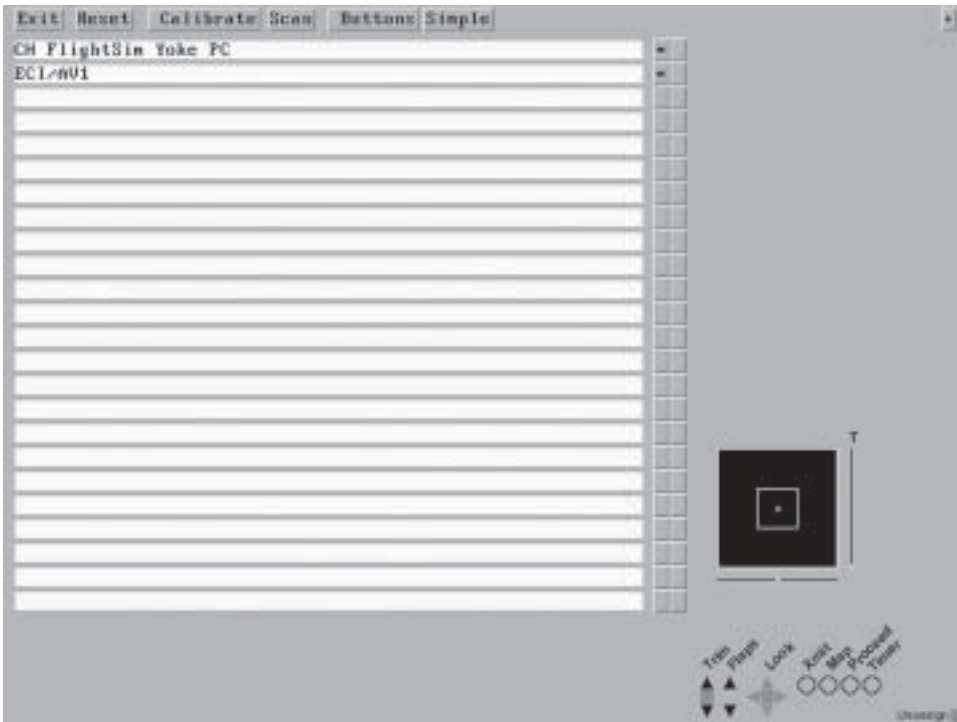 Exit Reset Calibrate Scan Buttons Simple +
CH FlightSim Yoke PC
ECI/AV1
T
Trim Flaps Look Xmit Map Proceed Timer